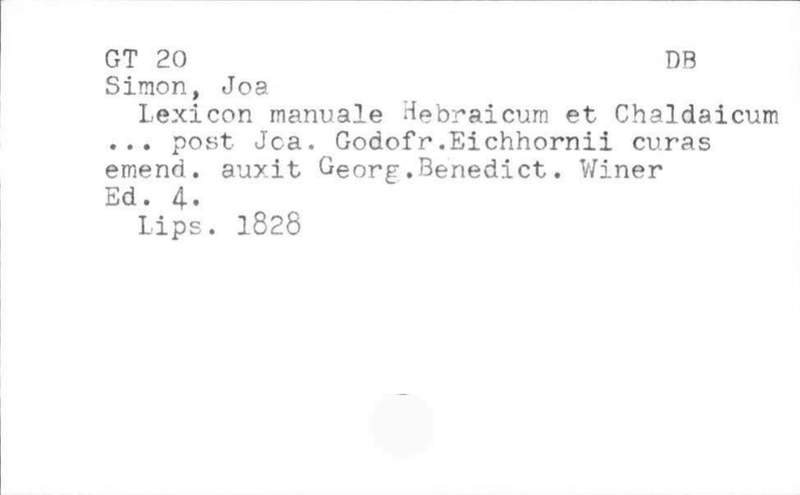 GT 20 DB
Simon, Joa
Lexicon manuale Hebraicum et Chaldaicum
... post Joa. Godofr.Eichhornii curas
emend. auxit Georg.Benedict. Winer
Ed. 4.
Lips. 1828